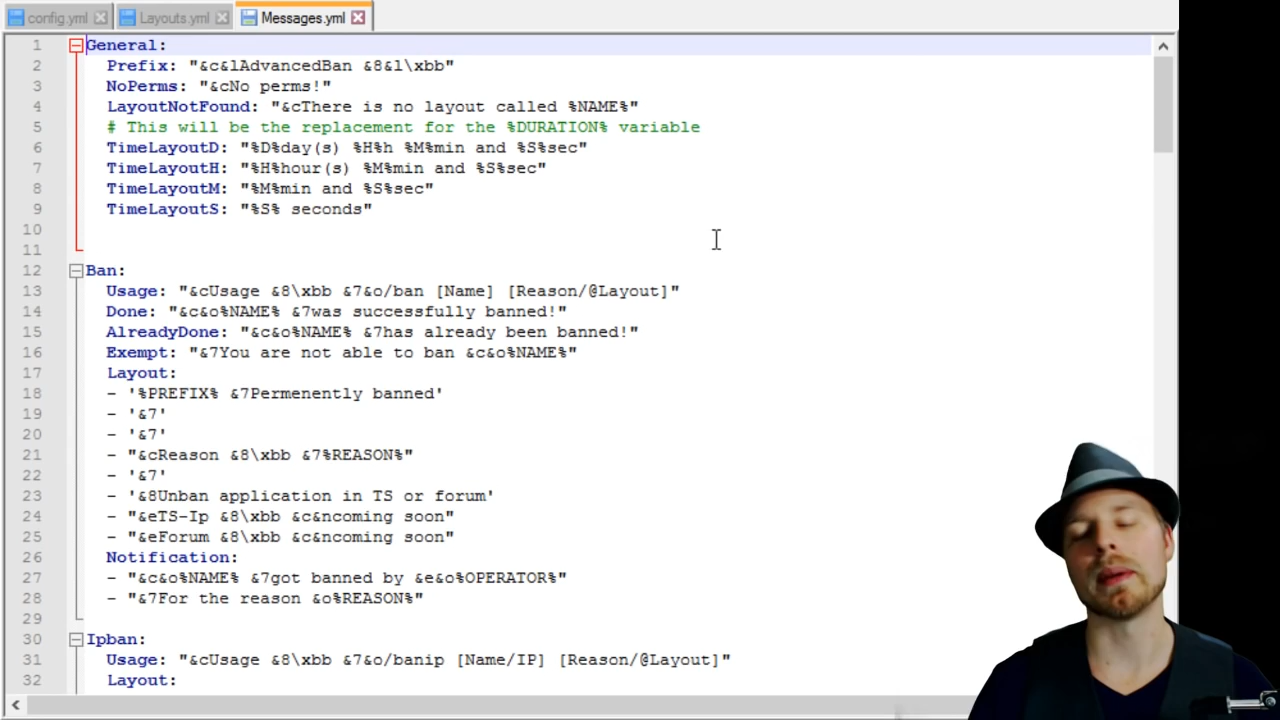 config.yml
Layouts.yml
Messages.yml
1 General:
2 Prefix: "&c&lAdvancedBan &8&l\xbb"
3 NoPerms: "&cNo perms!"
4 LayoutNotFound: "&cThere is no layout called %NAME%"
5 # This will be the replacement for the %DURATION% variable
6 TimeLayoutD: "%D%day(s) %H%h %M%min and %S%sec"
7 TimeLayoutH: "%H%hour(s) %M%min and %S%sec"
8 TimeLayoutM: "%M%min and %S%sec"
9 TimeLayoutS: "%S% seconds"
10
11
12 Ban:
13 Usage: "&cUsage &8\xbb &7&o/ban [Name] [Reason/@Layout]"
14 Done: "&c&o%NAME% &7was successfully banned!"
15 AlreadyDone: "&c&o%NAME% &7has already been banned!"
16 Exempt: "&7You are not able to ban &c&o%NAME%"
17 Layout:
18 - '%PREFIX% &7Permenently banned'
19 - '&7'
20 - '&7'
21 - "&cReason &8\xbb &7%REASON%"
22 - '&7'
23 - '&8Unban application in TS or forum'
24 - "&eTS-Ip &8\xbb &c&ncoming soon"
25 - "&eForum &8\xbb &c&ncoming soon"
26 Notification:
27 - "&c&o%NAME% &7got banned by &e&o%OPERATOR%"
28 - "&7For the reason &o%REASON%"
29
30 Ipban:
31 Usage: "&cUsage &8\xbb &7&o/banip [Name/IP] [Reason/@Layout]"
32 Layout: